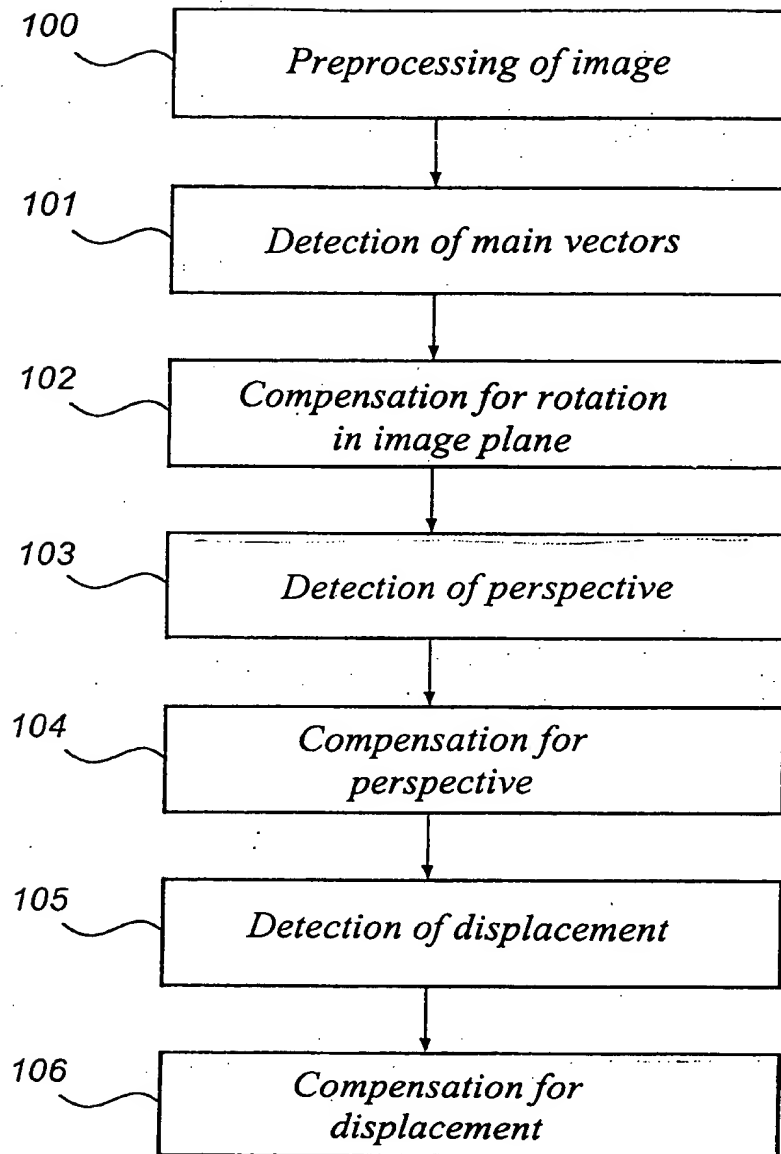 100
Preprocessing of image
101
Detection of main vectors
102
Compensation for rotation
in image plane
103
Detection of perspective
104
Compensation for
perspective
105
Detection of displacement
106
Compensation for
displacement